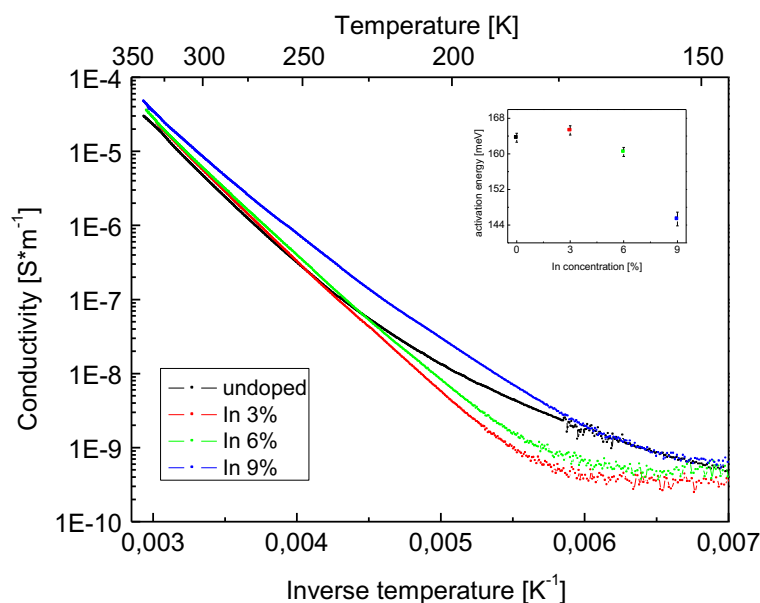 Temperature [K]
350 300 250 200 150
1E-4
1E-5
1E-6
1E-7
1E-8
1E-9
1E-10
Conductivity [S*m⁻¹]
168
160
152
144
activation energy [meV]
0 3 6 9
In concentration [%]
undoped
In 3%
In 6%
In 9%
0,003 0,004 0,005 0,006 0,007
Inverse temperature [K⁻¹]